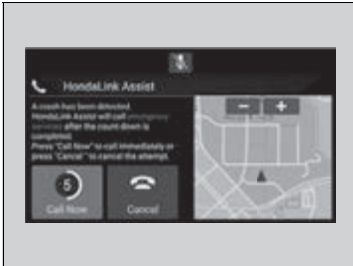 HondaLink Assist
A crash has been detected.
HondaLink Assist will call emergency
services after the count down is
completed.
Press "Call Now" to call immediately or
press "Cancel" to cancel the attempt.
− +
5
Call Now Cancel